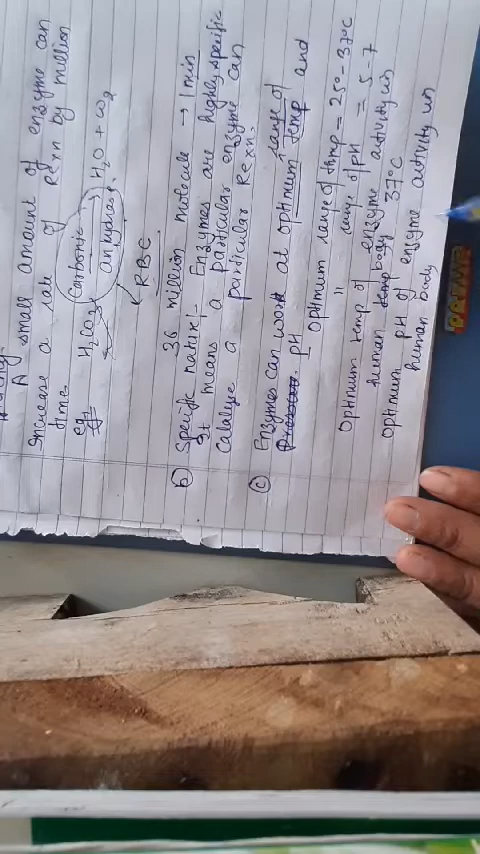 A small amount of enzyme can
increase a rate of rexn by million
time.
eg H2CO3 Carbonic anhydrase → H2O + CO2
RBC
36 million molecule → 1 min
b) Specific nature! - Enzymes are highly specific
It means a particular enzyme can
catalyse a particular rexn.
c) Enzymes can work at optimum range of temp and
pH
- optimum range of temp = 25° - 37°C
" range of pH = 5-7
Optimum temp of enzyme activity in
human body 37°C
Optimum pH of enzyme activity in
human body